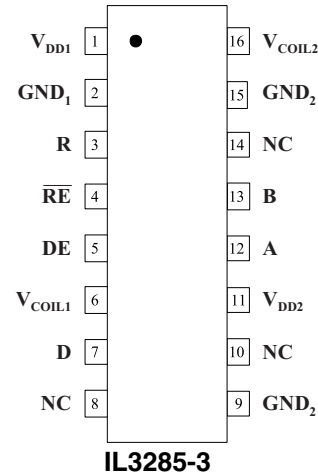 V_DD1 1 16 V_COIL2
GND_1 2 15 GND_2
R 3 14 NC
R̅E̅ 4 13 B
DE 5 12 A
V_COIL1 6 11 V_DD2
D 7 10 NC
NC 8 9 GND_2
IL3285-3